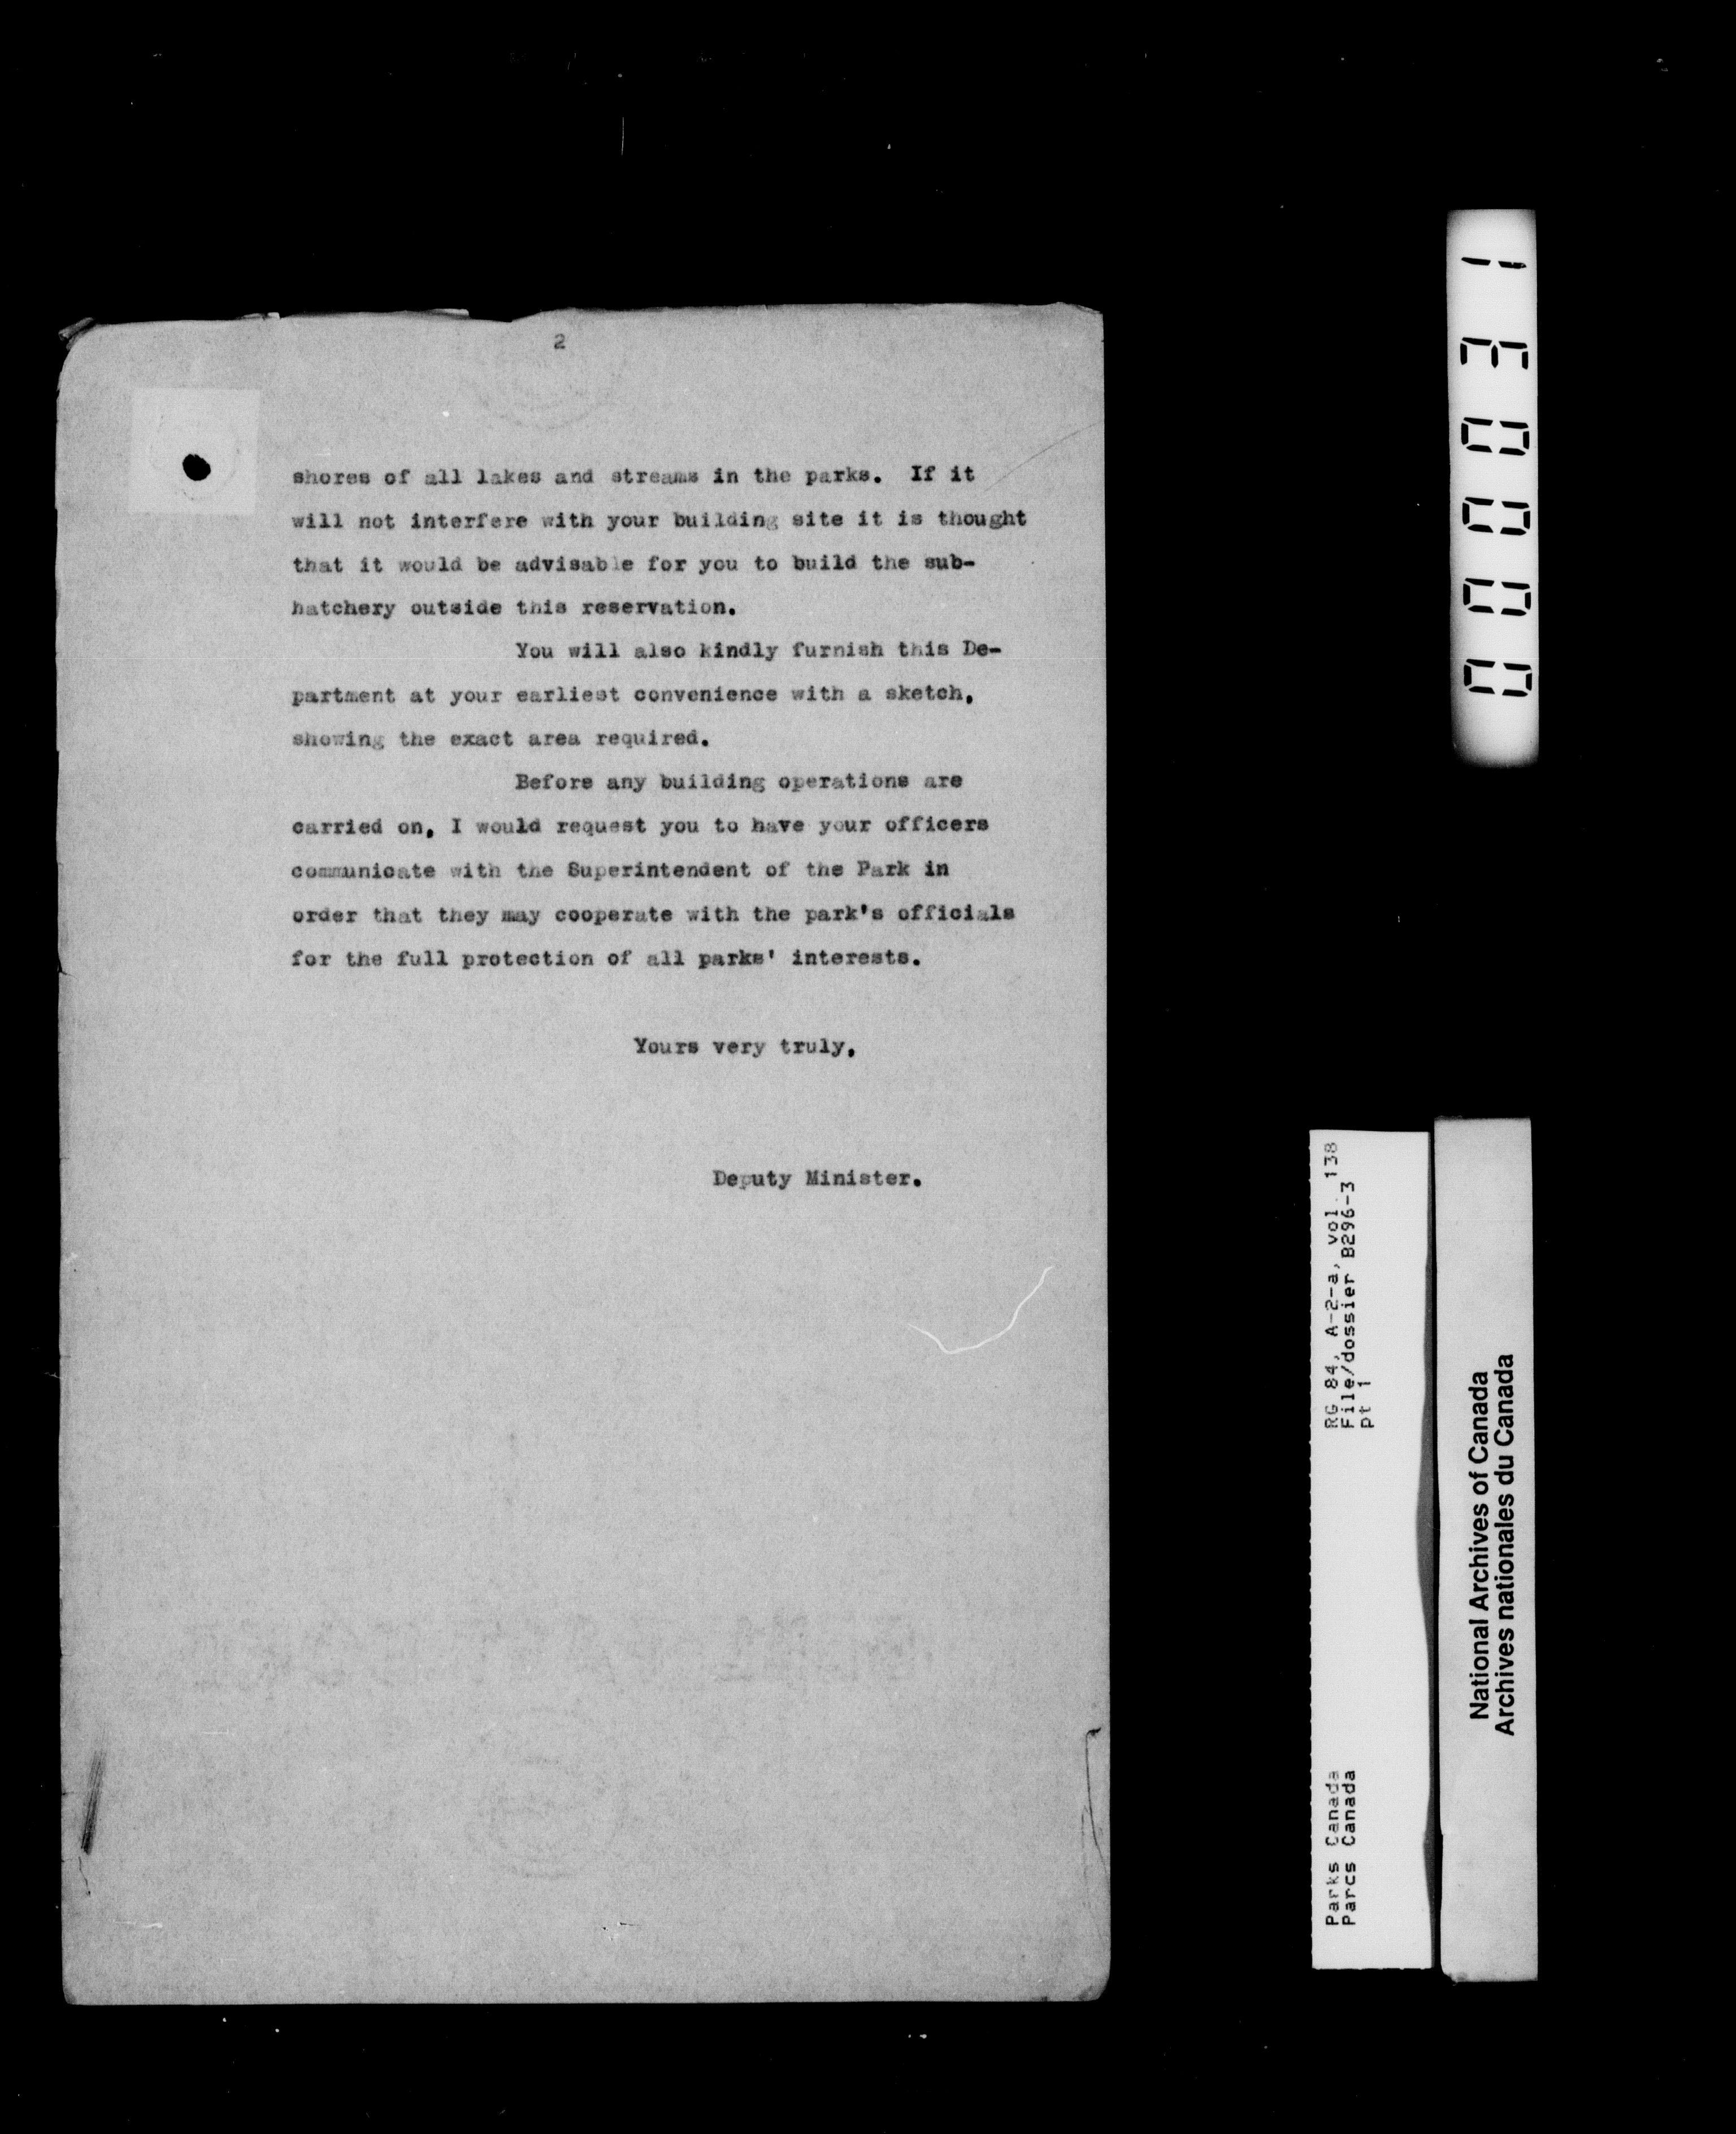 2
shores of all lakes and streams in the parks. If it
will not interfere with your building site it is thought
that it would be advisable for you to build the sub-
hatchery outside this reservation.
You will also kindly furnish this De-
partment at your earliest convenience with a sketch,
showing the exact area required.
Before any building operations are
carried on, I would request you to have your officers
communicate with the Superintendent of the Park in
order that they may cooperate with the park's officials
for the full protection of all parks' interests.
Yours very truly,
Deputy Minister.
000031
RG 84, A-2-a, vol. 138
File/dossier B296-3
pt 1
Parks Canada
Parcs Canada
National Archives of Canada
Archives nationales du Canada